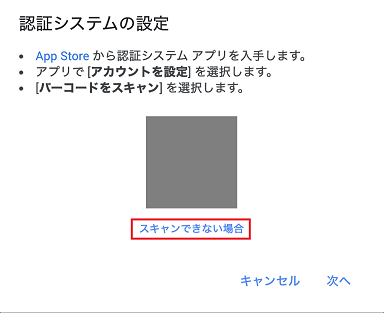 認証システムの設定
• App Store から認証システム アプリを入手します。
• アプリで [アカウントを設定] を選択します。
• [バーコードをスキャン] を選択します。
スキャンできない場合
キャンセル 次へ